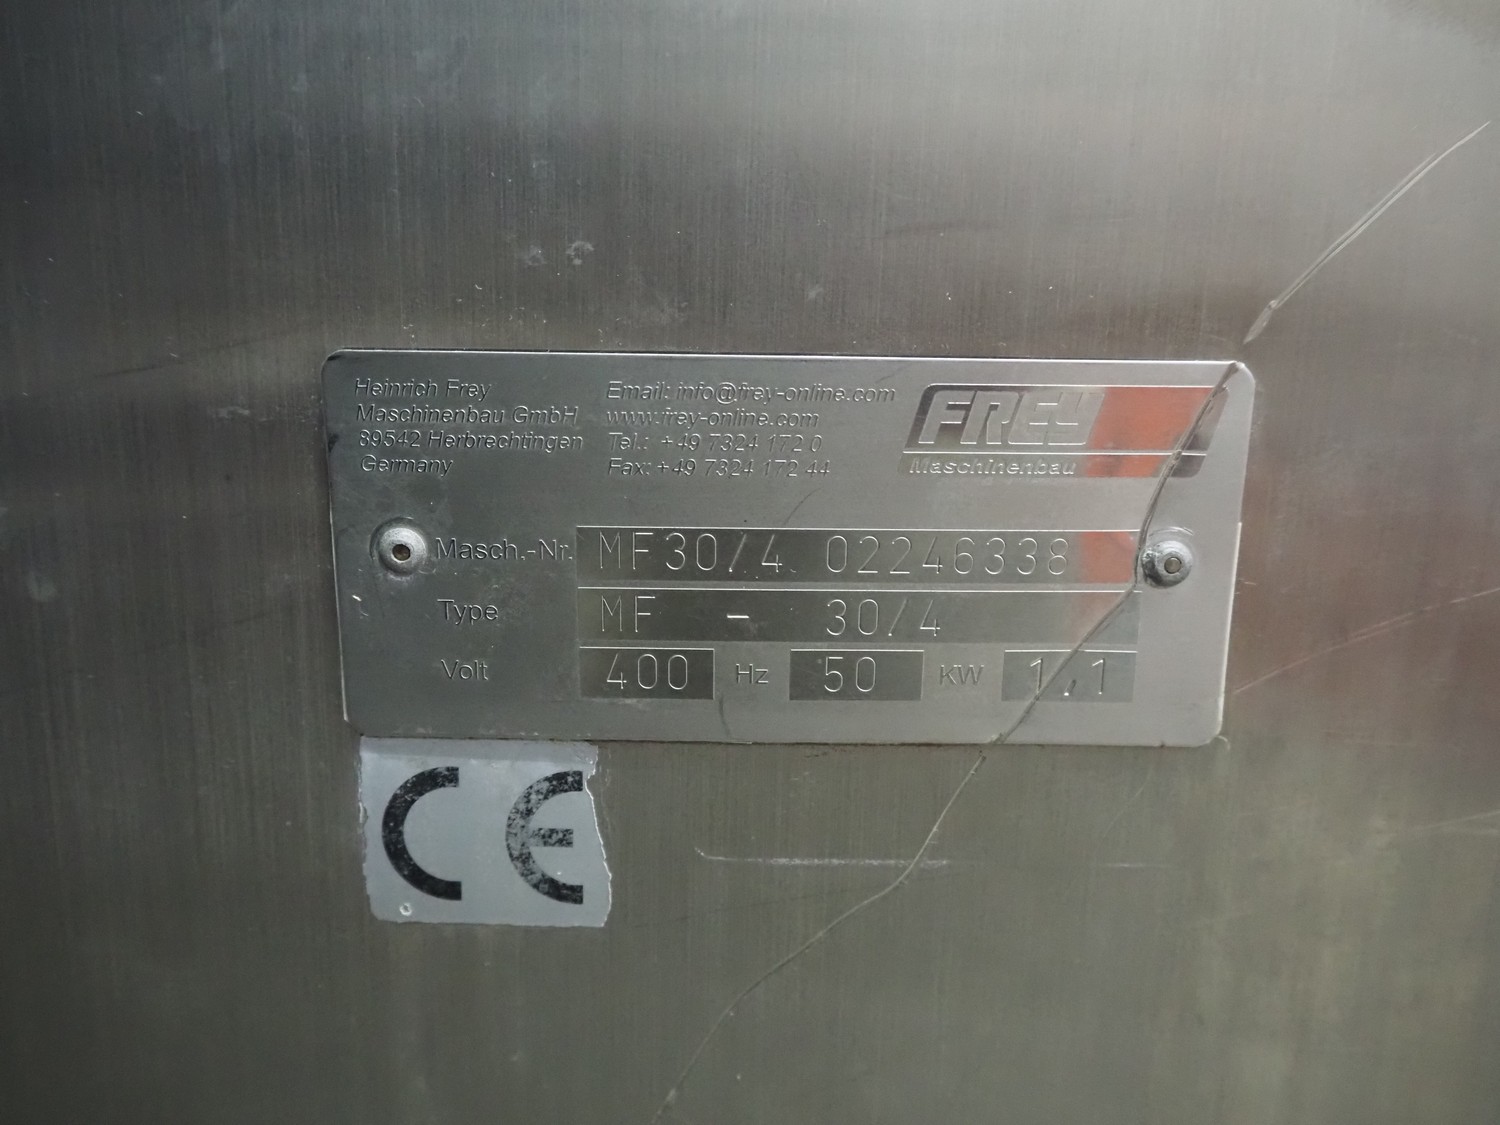 Heinrich Frey
Maschinenbau GmbH
89542 Herbrechtingen
Germany
Email: info@frey-online.com
www.frey-online.com
Tel.: +49 7324 172 0
Fax: +49 7324 172 44
FREY
Maschinenbau
Masch.-Nr. MF30/4 02246338
Type MF - 30/4
Volt 400 Hz 50 KW 1,1
CE